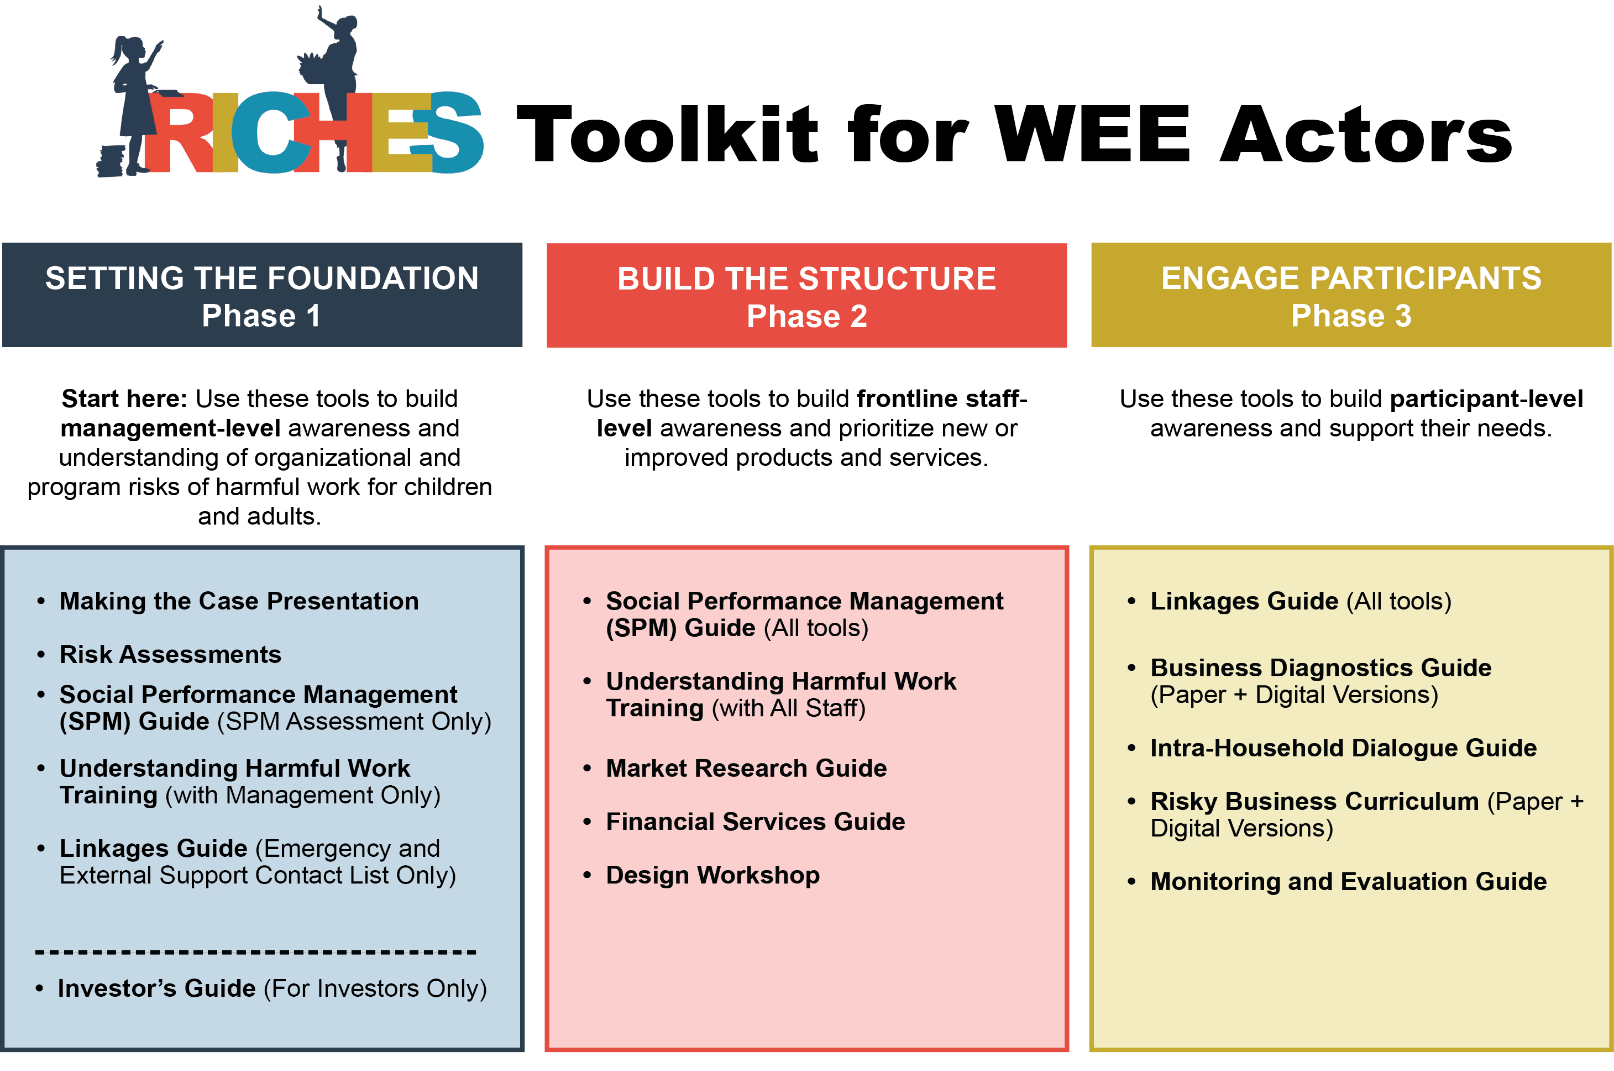 RICHES Toolkit for WEE Actors
SETTING THE FOUNDATION
Phase 1
Start here: Use these tools to build
management-level awareness and
understanding of organizational and
program risks of harmful work for children
and adults.
• Making the Case Presentation
• Risk Assessments
• Social Performance Management
(SPM) Guide (SPM Assessment Only)
• Understanding Harmful Work
Training (with Management Only)
• Linkages Guide (Emergency and
External Support Contact List Only)
• Investor’s Guide (For Investors Only)
BUILD THE STRUCTURE
Phase 2
Use these tools to build frontline staff-
level awareness and prioritize new or
improved products and services.
• Social Performance Management
(SPM) Guide (All tools)
• Understanding Harmful Work
Training (with All Staff)
• Market Research Guide
• Financial Services Guide
• Design Workshop
ENGAGE PARTICIPANTS
Phase 3
Use these tools to build participant-level
awareness and support their needs.
• Linkages Guide (All tools)
• Business Diagnostics Guide
(Paper + Digital Versions)
• Intra-Household Dialogue Guide
• Risky Business Curriculum (Paper +
Digital Versions)
• Monitoring and Evaluation Guide